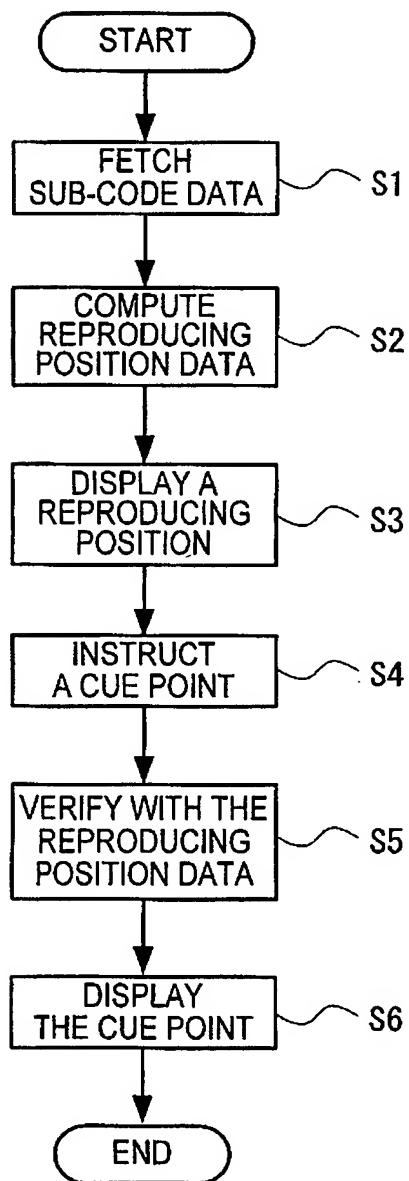 START
FETCH
SUB-CODE DATA
S1
COMPUTE
REPRODUCING
POSITION DATA
S2
DISPLAY A
REPRODUCING
POSITION
S3
INSTRUCT
A CUE POINT
S4
VERIFY WITH THE
REPRODUCING
POSITION DATA
S5
DISPLAY
THE CUE POINT
S6
END